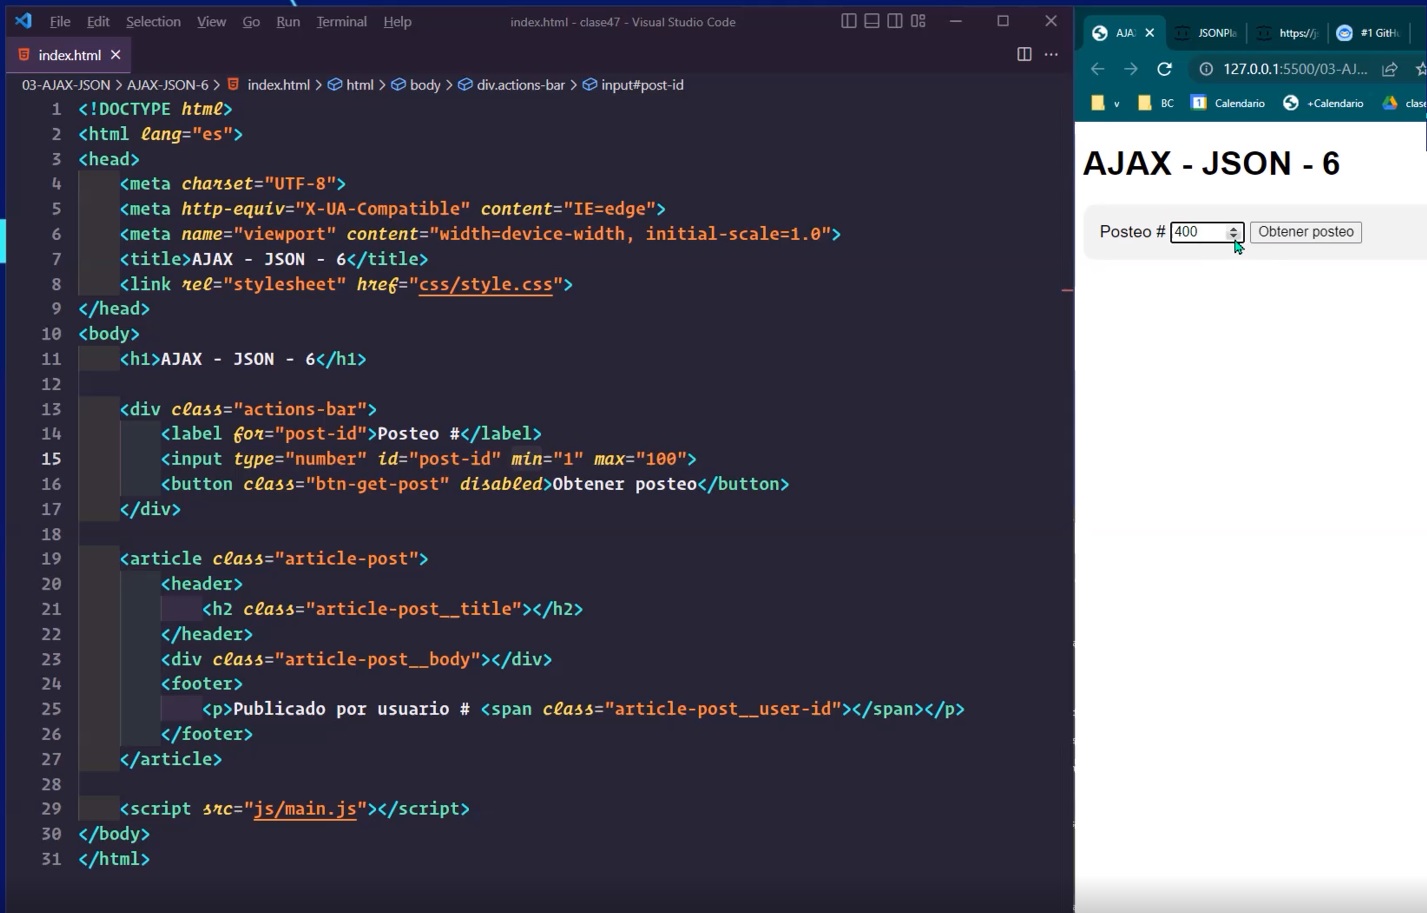 File Edit Selection View Go Run Terminal Help
index.html - clase47 - Visual Studio Code
index.html
03-AJAX-JSON > AJAX-JSON-6 > index.html > html > body > div.actions-bar > input#post-id
1 <!DOCTYPE html>
2 <html lang="es">
3 <head>
4 <meta charset="UTF-8">
5 <meta http-equiv="X-UA-Compatible" content="IE=edge">
6 <meta name="viewport" content="width=device-width, initial-scale=1.0">
7 <title>AJAX - JSON - 6</title>
8 <link rel="stylesheet" href="css/style.css">
9 </head>
10 <body>
11 <h1>AJAX - JSON - 6</h1>
12
13 <div class="actions-bar">
14 <label for="post-id">Posteo #</label>
15 <input type="number" id="post-id" min="1" max="100">
16 <button class="btn-get-post" disabled>Obtener posteo</button>
17 </div>
18
19 <article class="article-post">
20 <header>
21 <h2 class="article-post__title"></h2>
22 </header>
23 <div class="article-post__body"></div>
24 <footer>
25 <p>Publicado por usuario # <span class="article-post__user-id"></span></p>
26 </footer>
27 </article>
28
29 <script src="js/main.js"></script>
30 </body>
31 </html>
AJA JSONPl https://j #1 GitH
127.0.0.1:5500/03-AJ...
v BC 1 Calendario +Calendario clase
AJAX - JSON - 6
Posteo # 400 Obtener posteo